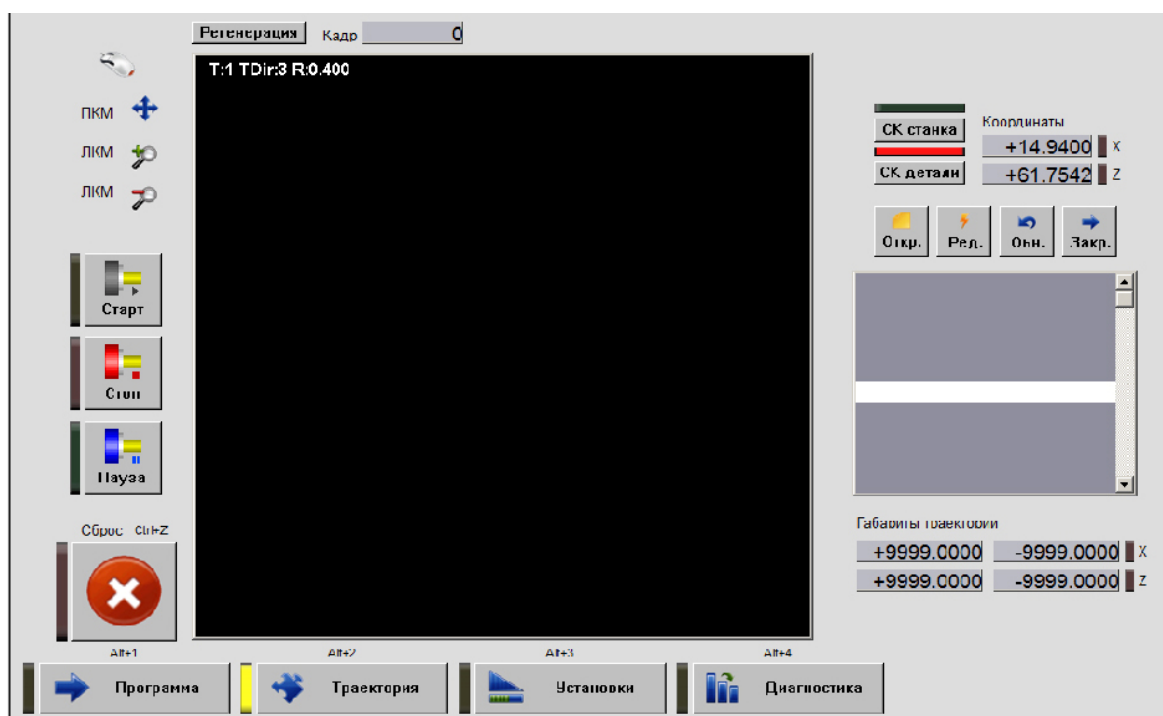 Регенерация Кадр 0
T:1 TDir:3 R:0.400
ПКМ
ЛКМ
ЛКМ
СК станка
СК детали
Координаты
+14.9400 X
+61.7542 Z
Откр. Ред. Обн. Закр.
Старт
Стоп
Пауза
Сброс Ctrl+Z
Габариты траектории
+9999.0000 -9999.0000 X
+9999.0000 -9999.0000 Z
Alt+1 Alt+2 Alt+3 Alt+4
Программа Траектория Установки Диагностика